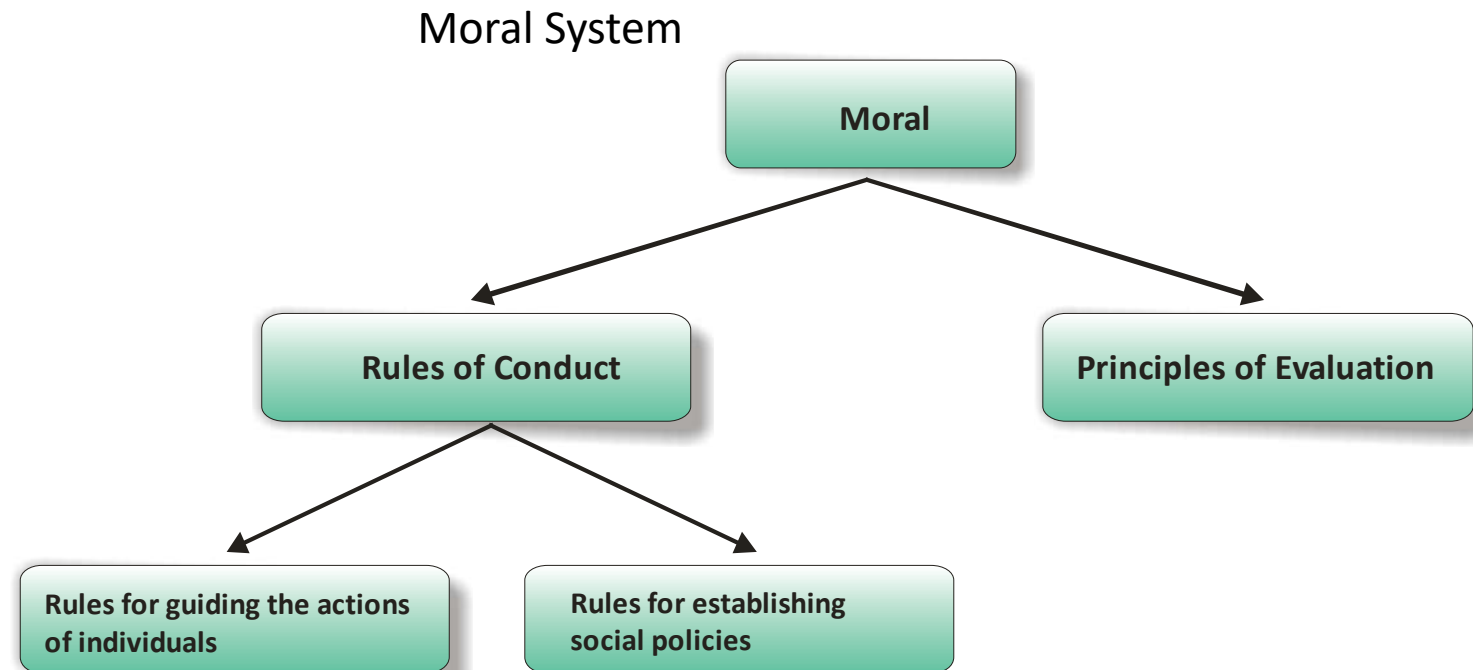 Moral System
Moral
Rules of Conduct
Principles of Evaluation
Rules for guiding the actions
of individuals
Rules for establishing
social policies